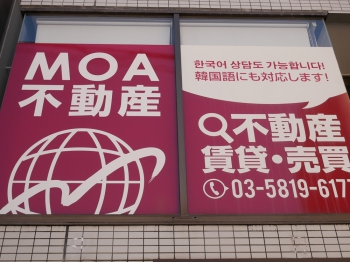 MOA
不動産
한국어 상담도 가능합니다!
韓国語にも対応します!
不動産
賃貸・売買
03-5819-6177